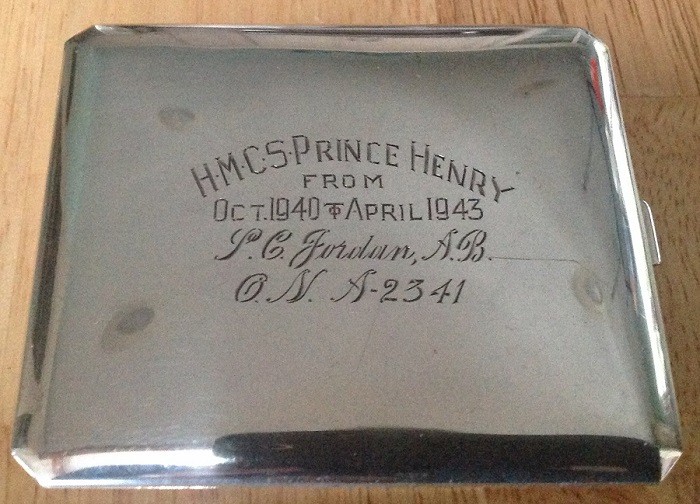 H·M·C·S·PRINCE HENRY
FROM
OCT.1940 TO APRIL 1943
P. C. Jordan, A.B.
O.N. A-2341